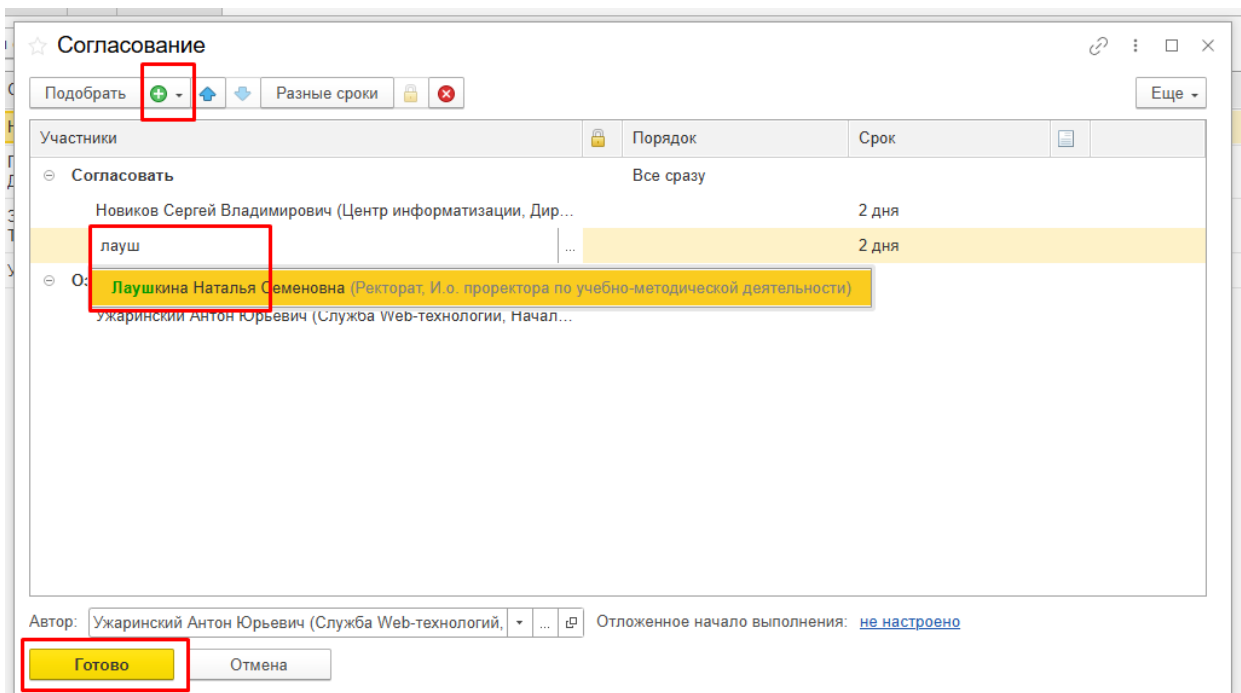 Согласование
Подобрать Разные сроки Еще
Участники Порядок Срок
Согласовать Все сразу
Новиков Сергей Владимирович (Центр информатизации, Дир... 2 дня
лауш ... 2 дня
Лаушкина Наталья Семеновна (Ректорат, И.о. проректора по учебно-методической деятельности)
Ужаринский Антон Юрьевич (Служба Web-технологий, Начал...
Автор: Ужаринский Антон Юрьевич (Служба Web-технологий, ... Отложенное начало выполнения: не настроено
Готово Отмена